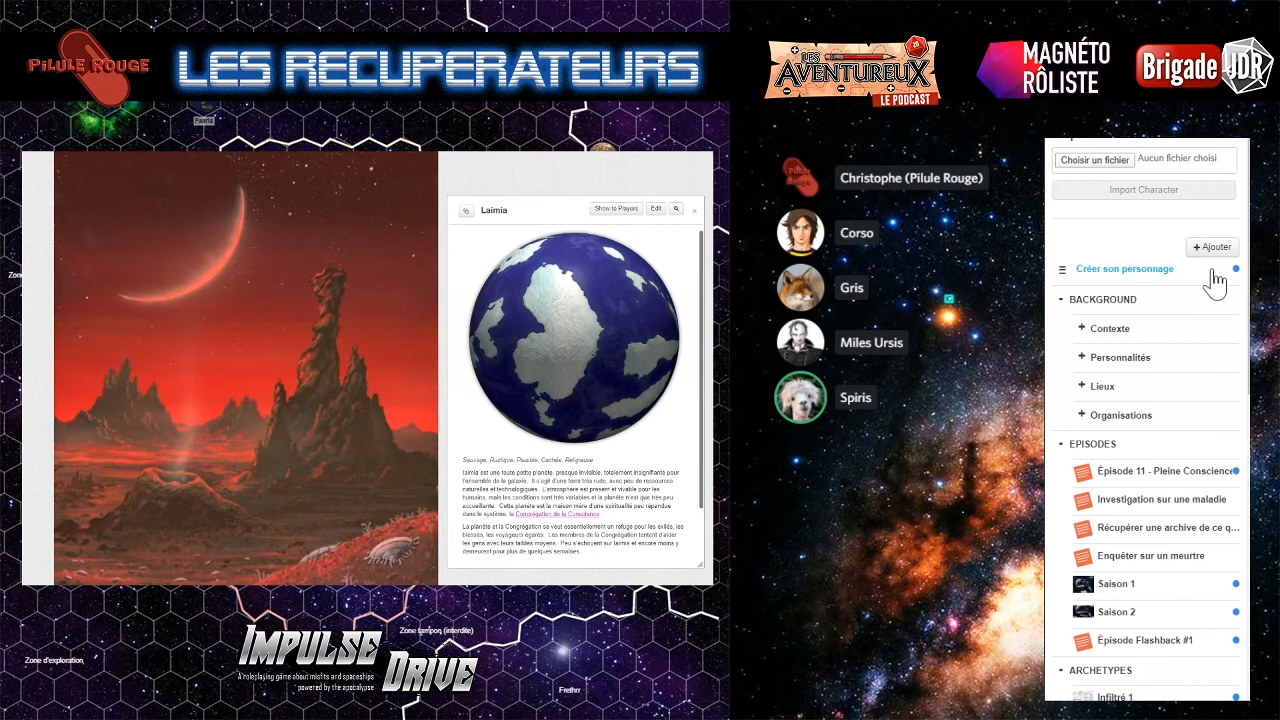 PiLULE ROUGE
LES RECUPERATEURS
LES
AVENTUREUX
LE PODCAST
MAGNÉTO
RÔLISTE
Brigade JDR
Faeria
Choisir un fichier Aucun fichier choisi
Import Character
+ Ajouter
Créer son personnage
BACKGROUND
Contexte
Personnalités
Lieux
Organisations
EPISODES
Épisode 11 - Pleine Conscience
Investigation sur une maladie
Récupérer une archive de ce q...
Enquêter sur un meurtre
Saison 1
Saison 2
Épisode Flashback #1
ARCHETYPES
Infiltré 1
Pilule Rouge
Christophe (Pilule Rouge)
Corso
Gris
Miles Ursis
Spiris
Laimia
Show to Players Edit
Sauvage, Rustique, Paisible, Cachée, Religieuse
Iaimia est une toute petite planète, presque invisible, totalement insignifiante pour
l'ensemble de la galaxie. Il s'agit d'une terre très rude, avec peu de ressources
naturelles et technologiques. L'atmosphère est present et vivable pour les
humains, mais les conditions sont très variables et la planète n'est que très peu
accueillante. Cette planète est la maison mère d'une spiritualité peu répandue
dans le système, la Congrégation de la Conscience.
La planète et la Congrégation se veut essentiellement un refuge pour les exilés, les
blessés, les voyageurs égarés. Les membres de la Congrégation tentent d'aider
les gens avec leurs faibles moyens. Peu s'échouent sur Iaimia et encore moins y
demeurent pour plus de quelques semaines.
Zone
Zone tampon (interdite)
Zone d'exploration
Frethrr
IMPULSE
DRIVE
A roleplaying game about misfits and spaceships
powered by the apocalypse